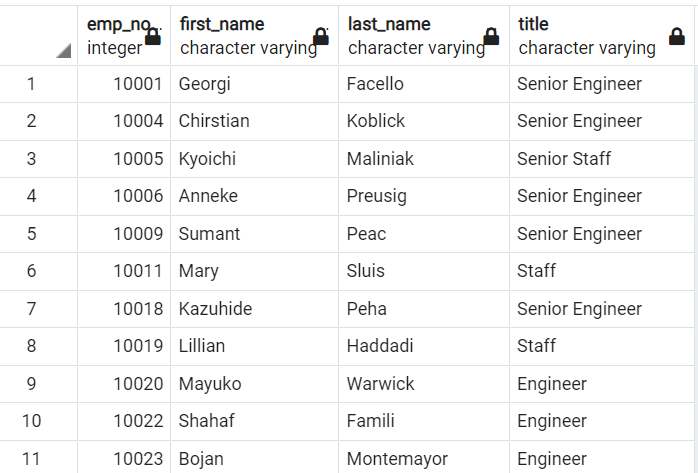 emp_no.. first_name last_name title
integer character varying character varying character varying
1 10001 Georgi Facello Senior Engineer
2 10004 Chirstian Koblick Senior Engineer
3 10005 Kyoichi Maliniak Senior Staff
4 10006 Anneke Preusig Senior Engineer
5 10009 Sumant Peac Senior Engineer
6 10011 Mary Sluis Staff
7 10018 Kazuhide Peha Senior Engineer
8 10019 Lillian Haddadi Staff
9 10020 Mayuko Warwick Engineer
10 10022 Shahaf Famili Engineer
11 10023 Bojan Montemayor Engineer